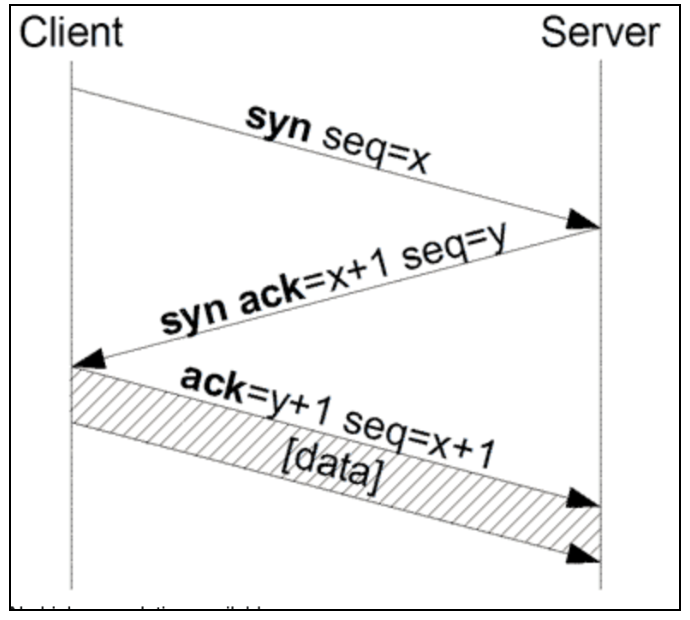 Client Server
syn seq=x
syn ack=x+1 seq=y
ack=y+1 seq=x+1
[data]